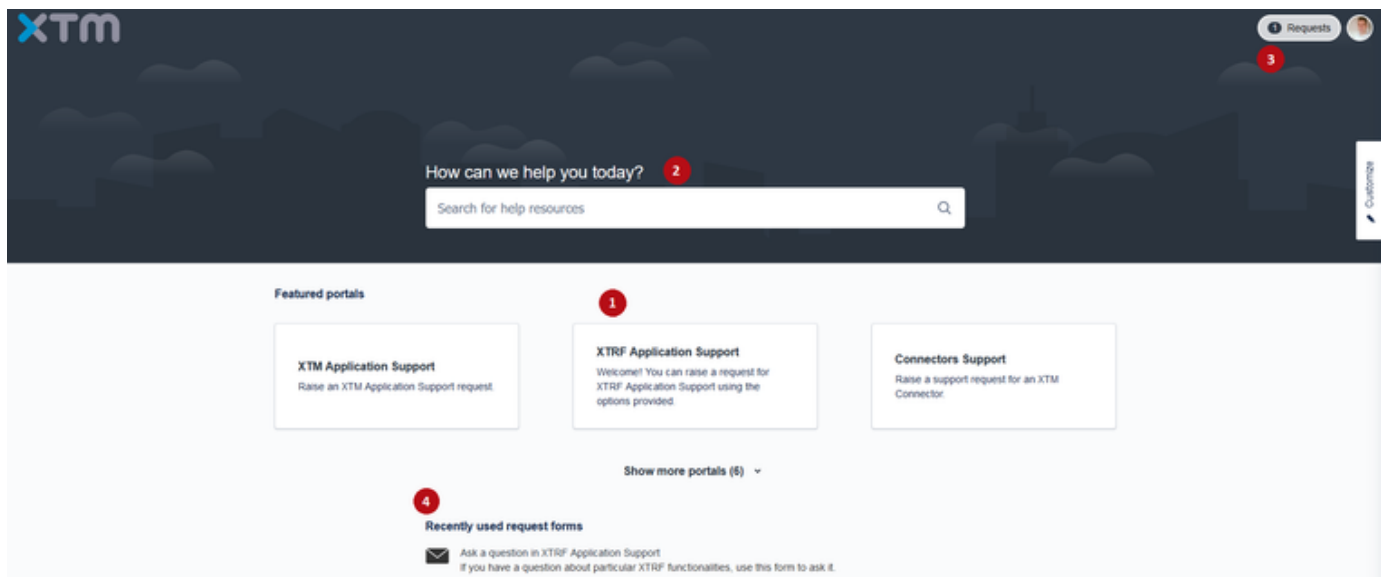 XTM
1 Requests
3
How can we help you today? 2
Search for help resources
Customize
Featured portals
1
XTM Application Support
Raise an XTM Application Support request.
XTRF Application Support
Welcome! You can raise a request for
XTRF Application Support using the
options provided.
Connectors Support
Raise a support request for an XTM
Connector.
Show more portals (6)
4
Recently used request forms
Ask a question in XTRF Application Support
If you have a question about particular XTRF functionalities, use this form to ask it.